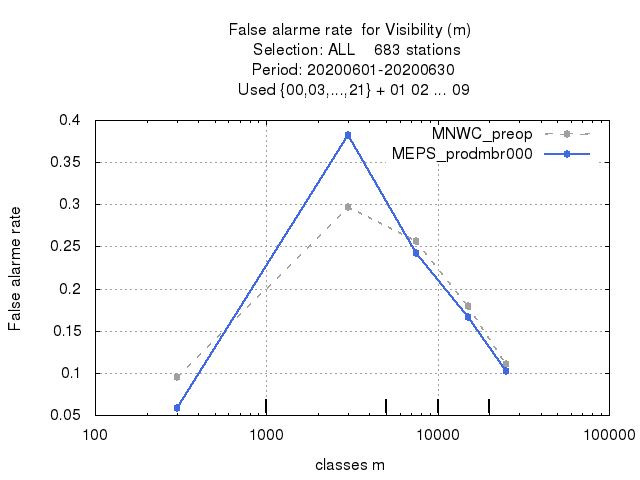 False alarme rate  for Visibility (m)
Selection: ALL    683 stations
Period: 20200601-20200630
Used {00,03,...,21} + 01 02 ... 09
MNWC_preop
MEPS_prodmbr000
0.4
0.35
0.3
0.25
0.2
0.15
0.1
0.05
False alarme rate
100
1000
10000
100000
classes m